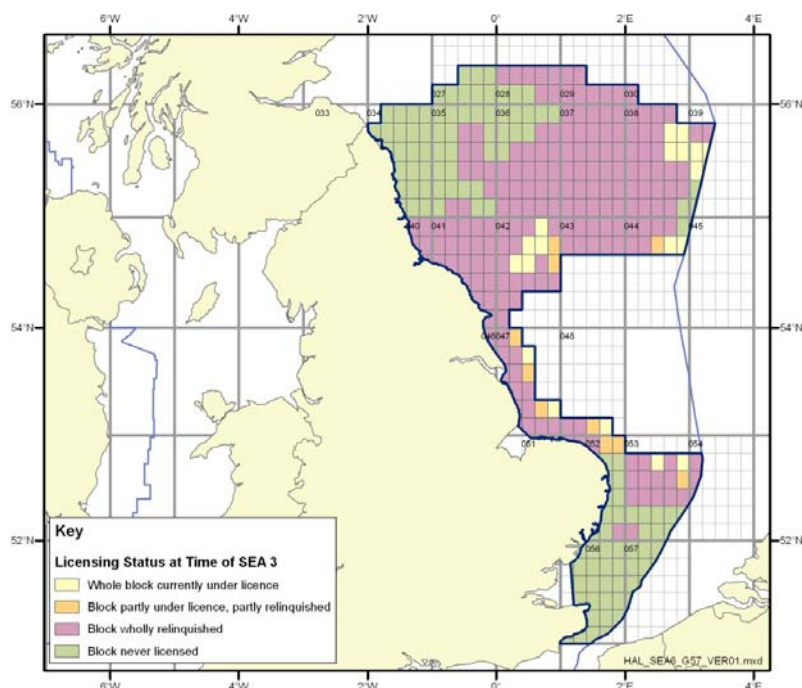 6°W 4°W 2°W 0° 2°E 4°E
027 028 029 030
56°N 56°N
033 034 035 036 037 038 039
040 041 042 043 044 045
54°N 54°N
046 047 048
051 052 053 054
52°N 52°N
056 057
Key
Licensing Status at Time of SEA 3
Whole block currently under licence
Block partly under licence, partly relinquished
Block wholly relinquished
Block never licensed
HAL_SEA6_G57_VER01.mxd
6°W 4°W 2°W 0° 2°E 4°E